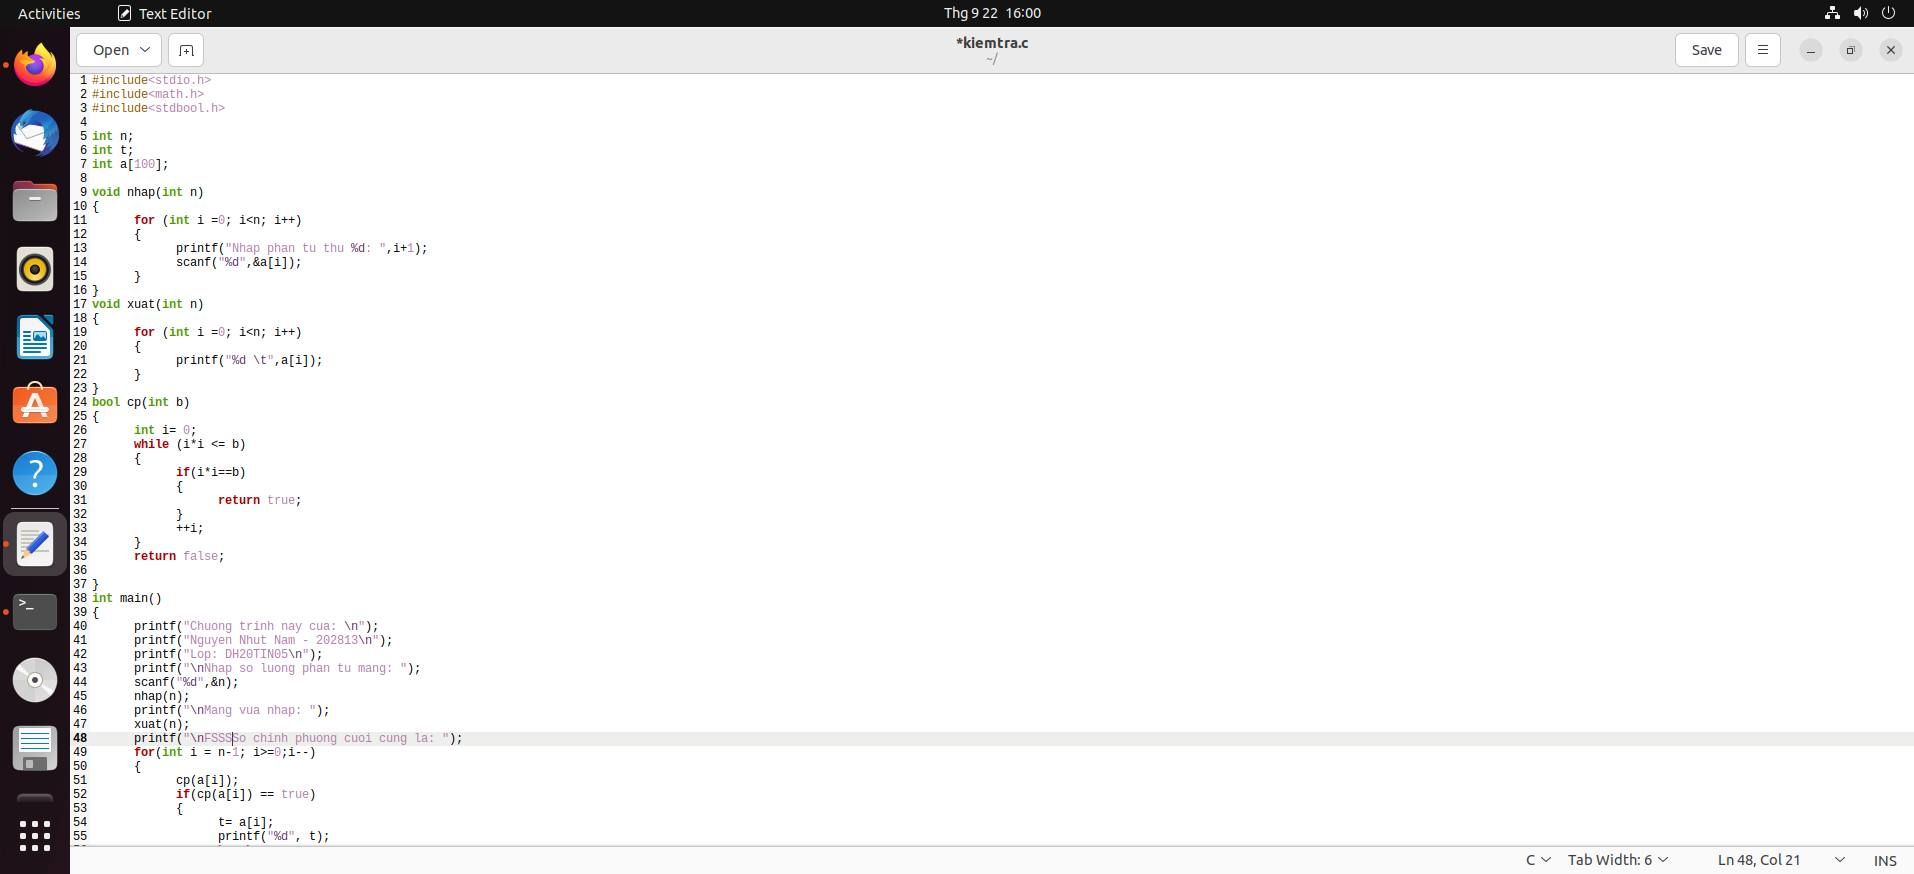 Activities Text Editor Thg 9 22 16:00
Open *kiemtra.c Save
~/
1 #include<stdio.h>
2 #include<math.h>
3 #include<stdbool.h>
4
5 int n;
6 int t;
7 int a[100];
8
9 void nhap(int n)
10 {
11 for (int i =0; i<n; i++)
12 {
13 printf("Nhap phan tu thu %d: ",i+1);
14 scanf("%d",&a[i]);
15 }
16 }
17 void xuat(int n)
18 {
19 for (int i =0; i<n; i++)
20 {
21 printf("%d \t",a[i]);
22 }
23 }
24 bool cp(int b)
25 {
26 int i= 0;
27 while (i*i <= b)
28 {
29 if(i*i==b)
30 {
31 return true;
32 }
33 ++i;
34 }
35 return false;
36
37 }
38 int main()
39 {
40 printf("Chuong trinh nay cua: \n");
41 printf("Nguyen Nhut Nam - 202813\n");
42 printf("Lop: DH20TIN05\n");
43 printf("\nNhap so luong phan tu mang: ");
44 scanf("%d",&n);
45 nhap(n);
46 printf("\nMang vua nhap: ");
47 xuat(n);
48 printf("\nFSSSSo chinh phuong cuoi cung la: ");
49 for(int i = n-1; i>=0;i--)
50 {
51 cp(a[i]);
52 if(cp(a[i]) == true)
53 {
54 t= a[i];
55 printf("%d", t);
C Tab Width: 6 Ln 48, Col 21 INS